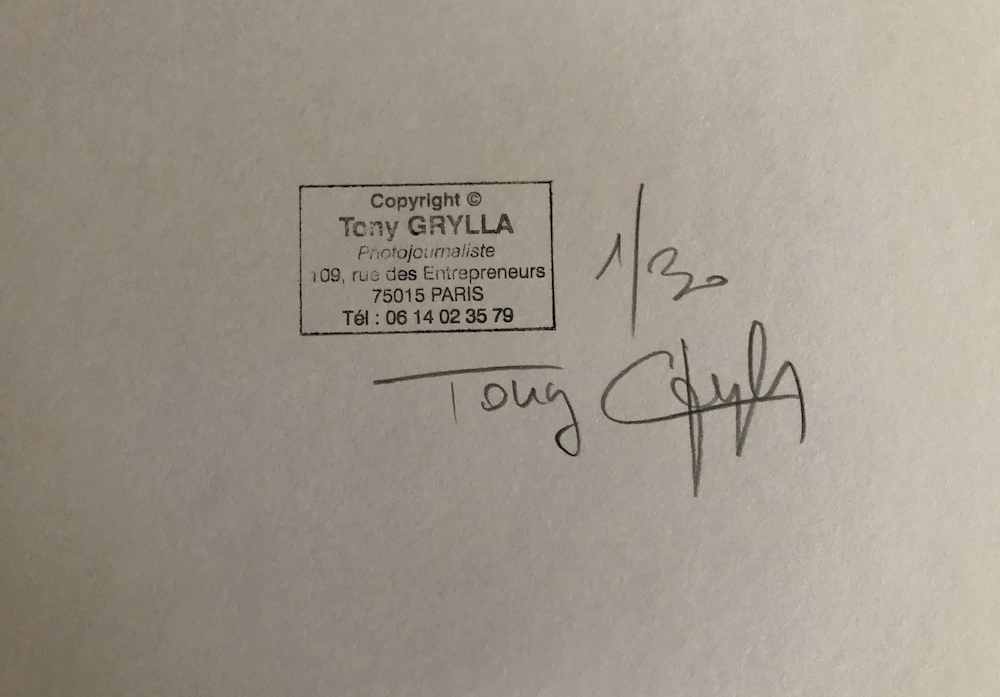 Copyright ©
Tony GRYLLA
Photojournaliste
109, rue des Entrepreneurs
75015 PARIS
Tél : 06 14 02 35 79
1/30
Tony Grylla